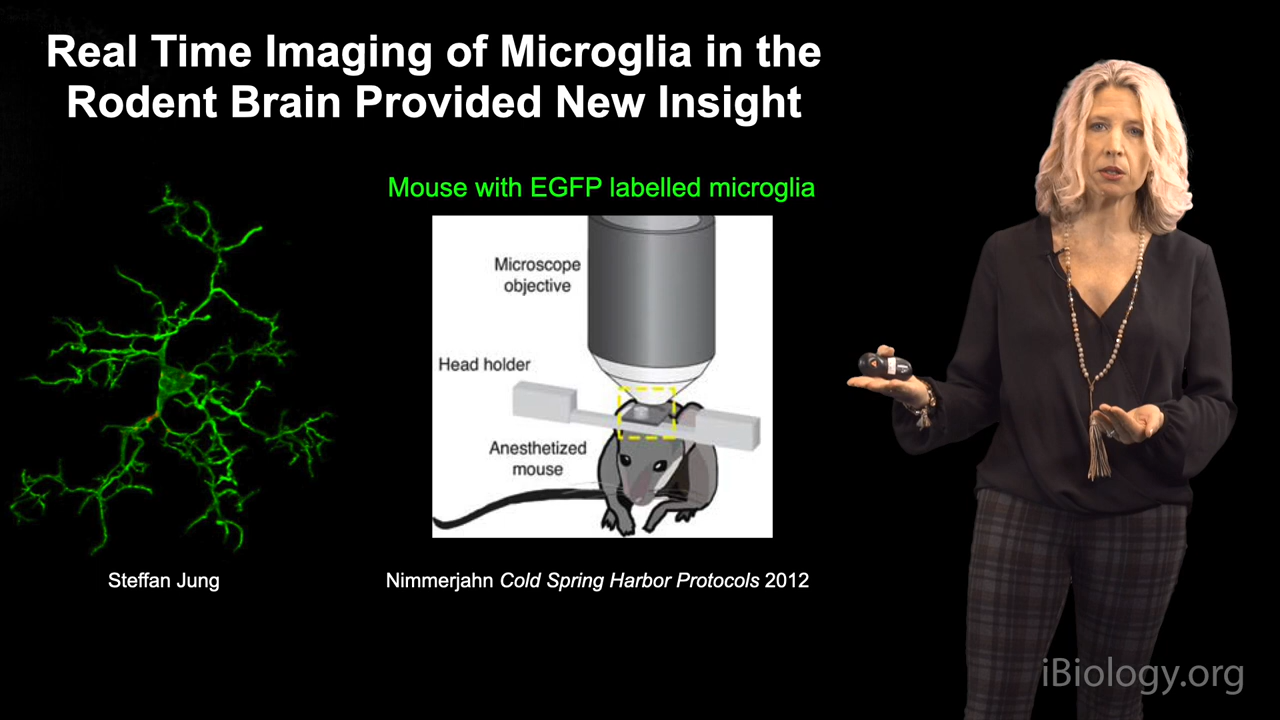 Real Time Imaging of Microglia in the
Rodent Brain Provided New Insight
Mouse with EGFP labelled microglia
Microscope
objective
Head holder
Anesthetized
mouse
Steffan Jung
Nimmerjahn Cold Spring Harbor Protocols 2012
iBiology.org